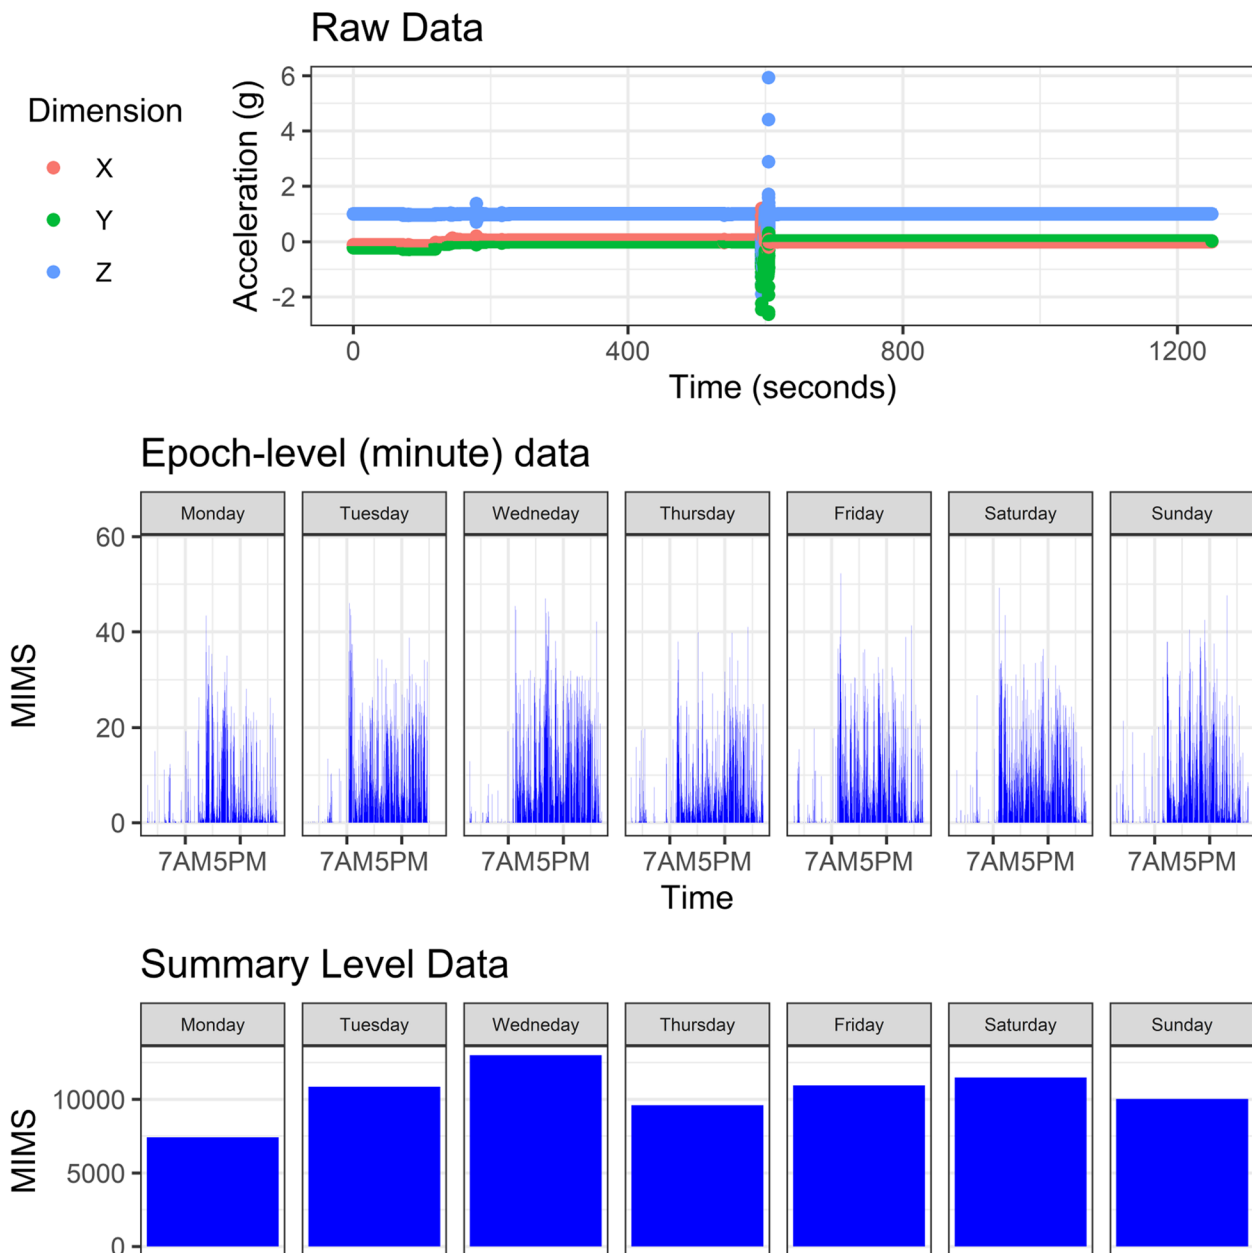 Raw Data
Dimension
X
Y
Z
Acceleration (g)
6
4
2
0
-2
0 400 800 1200
Time (seconds)
Epoch-level (minute) data
Monday Tuesday Wedneday Thursday Friday Saturday Sunday
MIMS
60
40
20
0
7AM5PM 7AM5PM 7AM5PM 7AM5PM 7AM5PM 7AM5PM 7AM5PM
Time
Summary Level Data
Monday Tuesday Wedneday Thursday Friday Saturday Sunday
MIMS
10000
5000
0